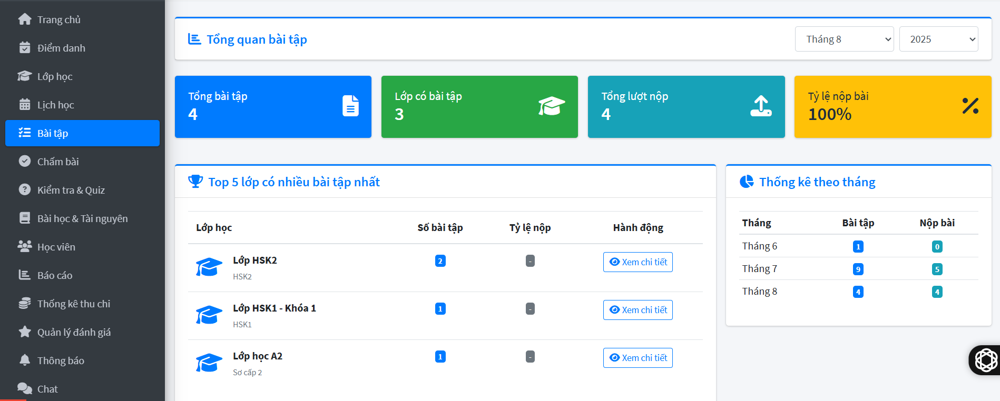 Trang chủ
Điểm danh
Lớp học
Lịch học
Bài tập
Chấm bài
Kiểm tra & Quiz
Bài học & Tài nguyên
Học viên
Báo cáo
Thống kê thu chi
Quản lý đánh giá
Thông báo
Chat
Tổng quan bài tập
Tháng 8
2025
Tổng bài tập
4
Lớp có bài tập
3
Tổng lượt nộp
4
Tỷ lệ nộp bài
100%
Top 5 lớp có nhiều bài tập nhất
Lớp học Số bài tập Tỷ lệ nộp Hành động
Lớp HSK2 2 - Xem chi tiết
HSK2
Lớp HSK1 - Khóa 1 1 - Xem chi tiết
HSK1
Lớp học A2 1 - Xem chi tiết
Sơ cấp 2
Thống kê theo tháng
Tháng Bài tập Nộp bài
Tháng 6 1 0
Tháng 7 9 5
Tháng 8 4 4